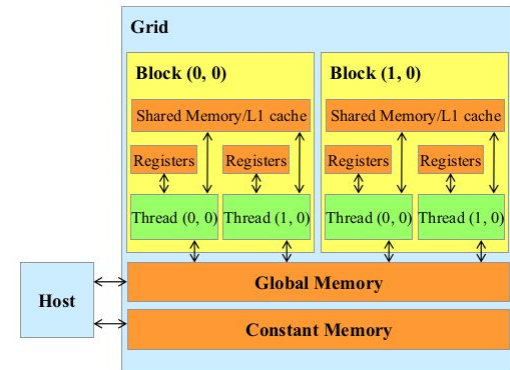 Grid
Block (0, 0)
Block (1, 0)
Shared Memory/L1 cache
Shared Memory/L1 cache
Registers
Registers
Registers
Registers
Thread (0, 0)
Thread (1, 0)
Thread (0, 0)
Thread (1, 0)
Host
Global Memory
Constant Memory